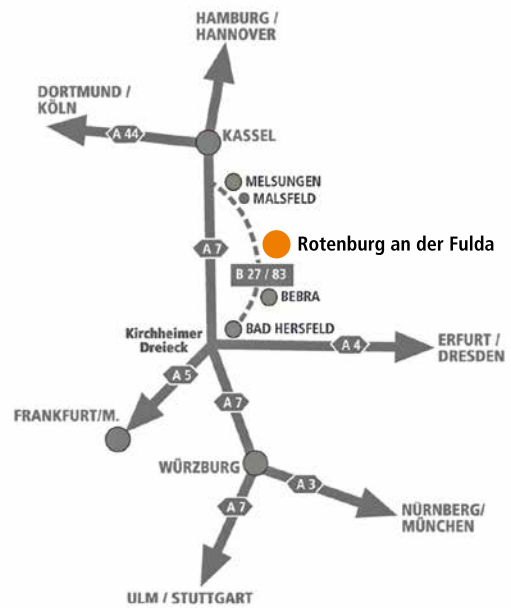 HAMBURG /
HANNOVER
DORTMUND /
KÖLN
A 44
KASSEL
MELSUNGEN
MALSFELD
A 7
Rotenburg an der Fulda
B 27 / 83
BEBRA
BAD HERSFELD
Kirchheimer
Dreieck
A 4
ERFURT /
DRESDEN
A 5
A 7
FRANKFURT/M.
WÜRZBURG
A 3
A 7
NÜRNBERG/
MÜNCHEN
ULM / STUTTGART